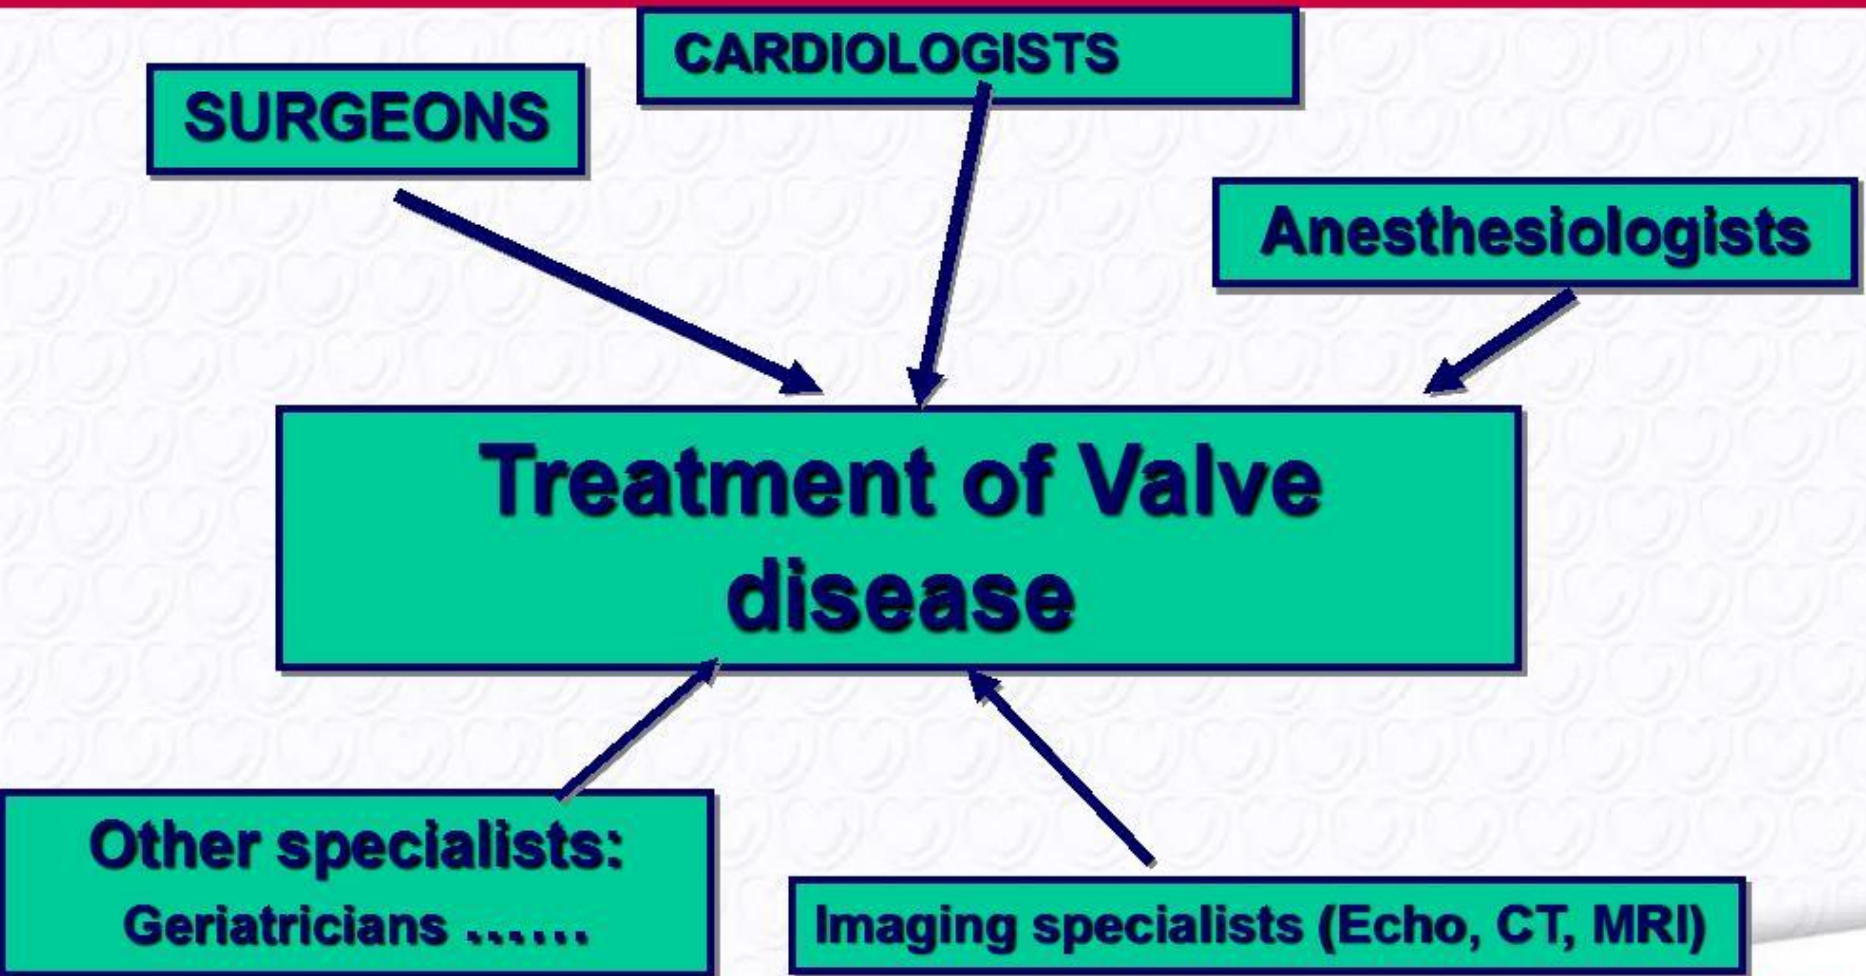 CARDIOLOGISTS
SURGEONS
Anesthesiologists
Treatment of Valve
disease
Other specialists:
Geriatricians ......
Imaging specialists (Echo, CT, MRI)